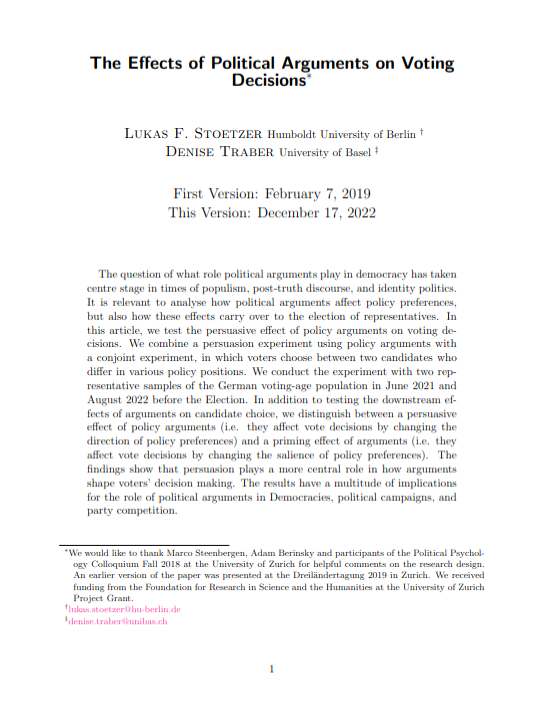 The Effects of Political Arguments on Voting
Decisions*
LUKAS F. STOETZER Humboldt University of Berlin †
DENISE TRABER University of Basel ‡
First Version: February 7, 2019
This Version: December 17, 2022
The question of what role political arguments play in democracy has taken
centre stage in times of populism, post-truth discourse, and identity politics.
It is relevant to analyse how political arguments affect policy preferences,
but also how these effects carry over to the election of representatives. In
this article, we test the persuasive effect of policy arguments on voting de-
cisions. We combine a persuasion experiment using policy arguments with
a conjoint experiment, in which voters choose between two candidates who
differ in various policy positions. We conduct the experiment with two rep-
resentative samples of the German voting-age population in June 2021 and
August 2022 before the Election. In addition to testing the downstream ef-
fects of arguments on candidate choice, we distinguish between a persuasive
effect of policy arguments (i.e. they affect vote decisions by changing the
direction of policy preferences) and a priming effect of arguments (i.e. they
affect vote decisions by changing the salience of policy preferences). The
findings show that persuasion plays a more central role in how arguments
shape voters' decision making. The results have a multitude of implications
for the role of political arguments in Democracies, political campaigns, and
party competition.
*We would like to thank Marco Steenbergen, Adam Berinsky and participants of the Political Psychol-
ogy Colloquium Fall 2018 at the University of Zurich for helpful comments on the research design.
An earlier version of the paper was presented at the Dreiländertagung 2019 in Zurich. We received
funding from the Foundation for Research in Science and the Humanities at the University of Zurich
Project Grant.
†lukas.stoetzer@hu-berlin.de
‡denise.traber@unibas.ch
1